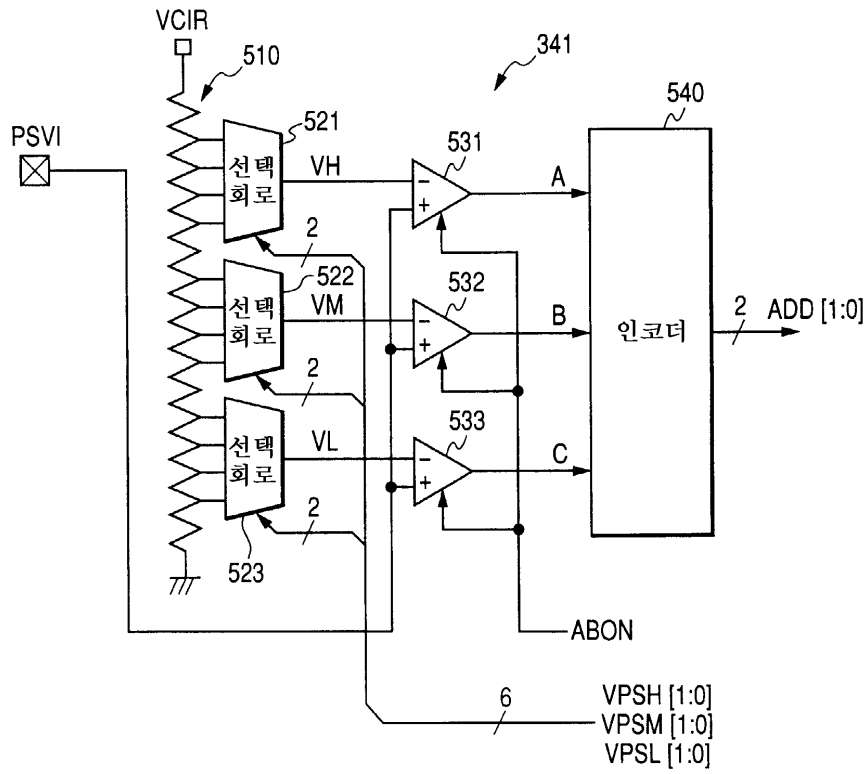 VCIR
510
341
PSVI
521
선택
회로
VH
2
531
A
540
522
선택
회로
VM
2
532
B
인코더
2
ADD [1:0]
선택
회로
VL
2
523
533
C
ABON
6
VPSH [1:0]
VPSM [1:0]
VPSL [1:0]
- 
+
-
+
-
+